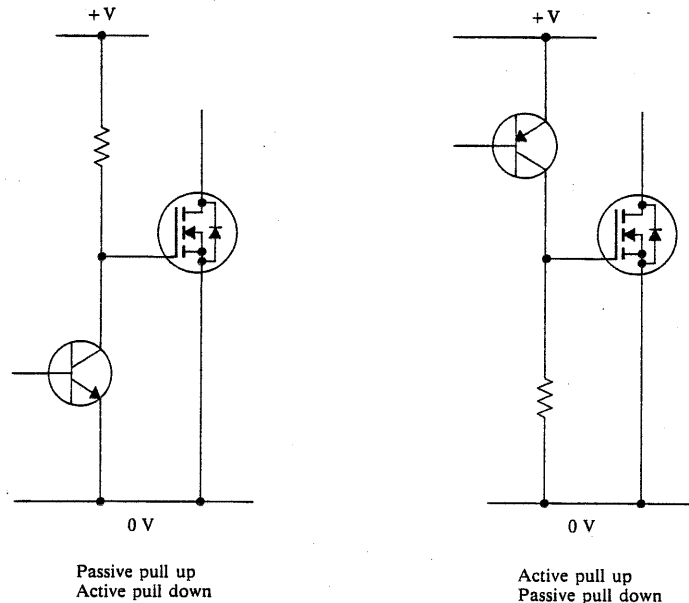 + V
+ V
0 V
0 V
Passive pull up
Active pull down
Active pull up
Passive pull down